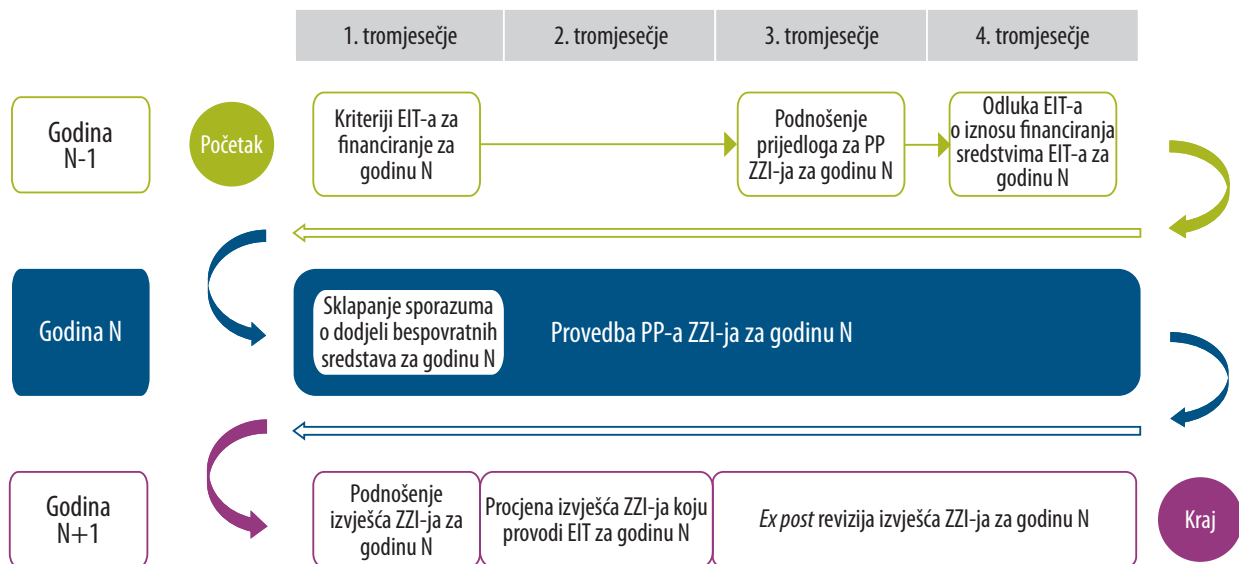 1. tromjesečje
2. tromjesečje
3. tromjesečje
4. tromjesečje
Godina
N-1
Početak
Kriteriji EIT-a za
financiranje za
godinu N
Podnošenje
prijedloga za PP
ZZI-ja za godinu N
Odluka EIT-a
o iznosu financiranja
sredstvima EIT-a za
godinu N
Godina N
Sklapanje sporazuma
o dodjeli bespovratnih
sredstava za godinu N
Provedba PP-a ZZI-ja za godinu N
Godina
N+1
Podnošenje
izvješća ZZI-ja za
godinu N
Procjena izvješća ZZI-ja koju
provodi EIT za godinu N
Ex post revizija izvješća ZZI-ja za godinu N
Kraj